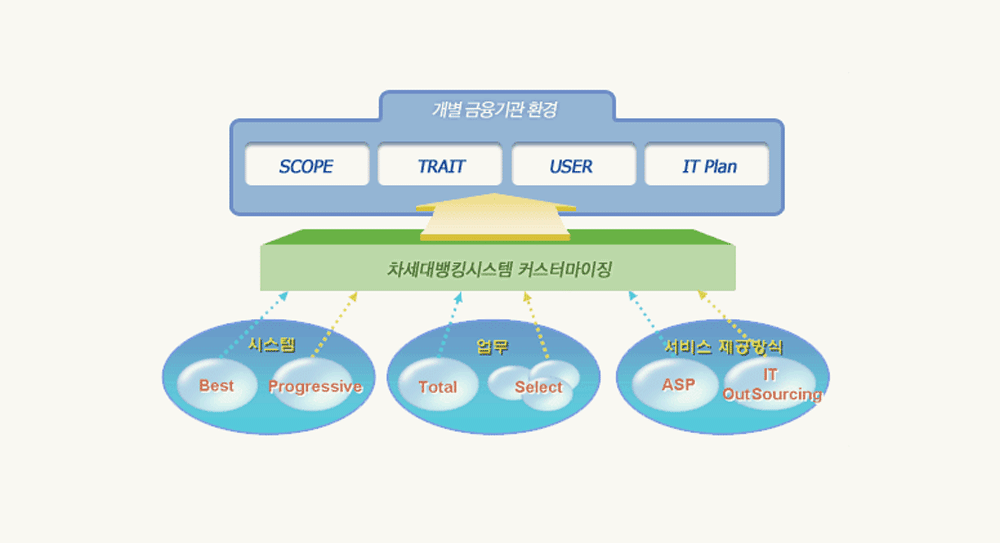 개별 금융기관 환경
SCOPE
TRAIT
USER
IT Plan
차세대뱅킹시스템 커스터마이징
시스템
Best
Progressive
업무
Total
Select
서비스 제공방식
ASP
IT
OutSourcing